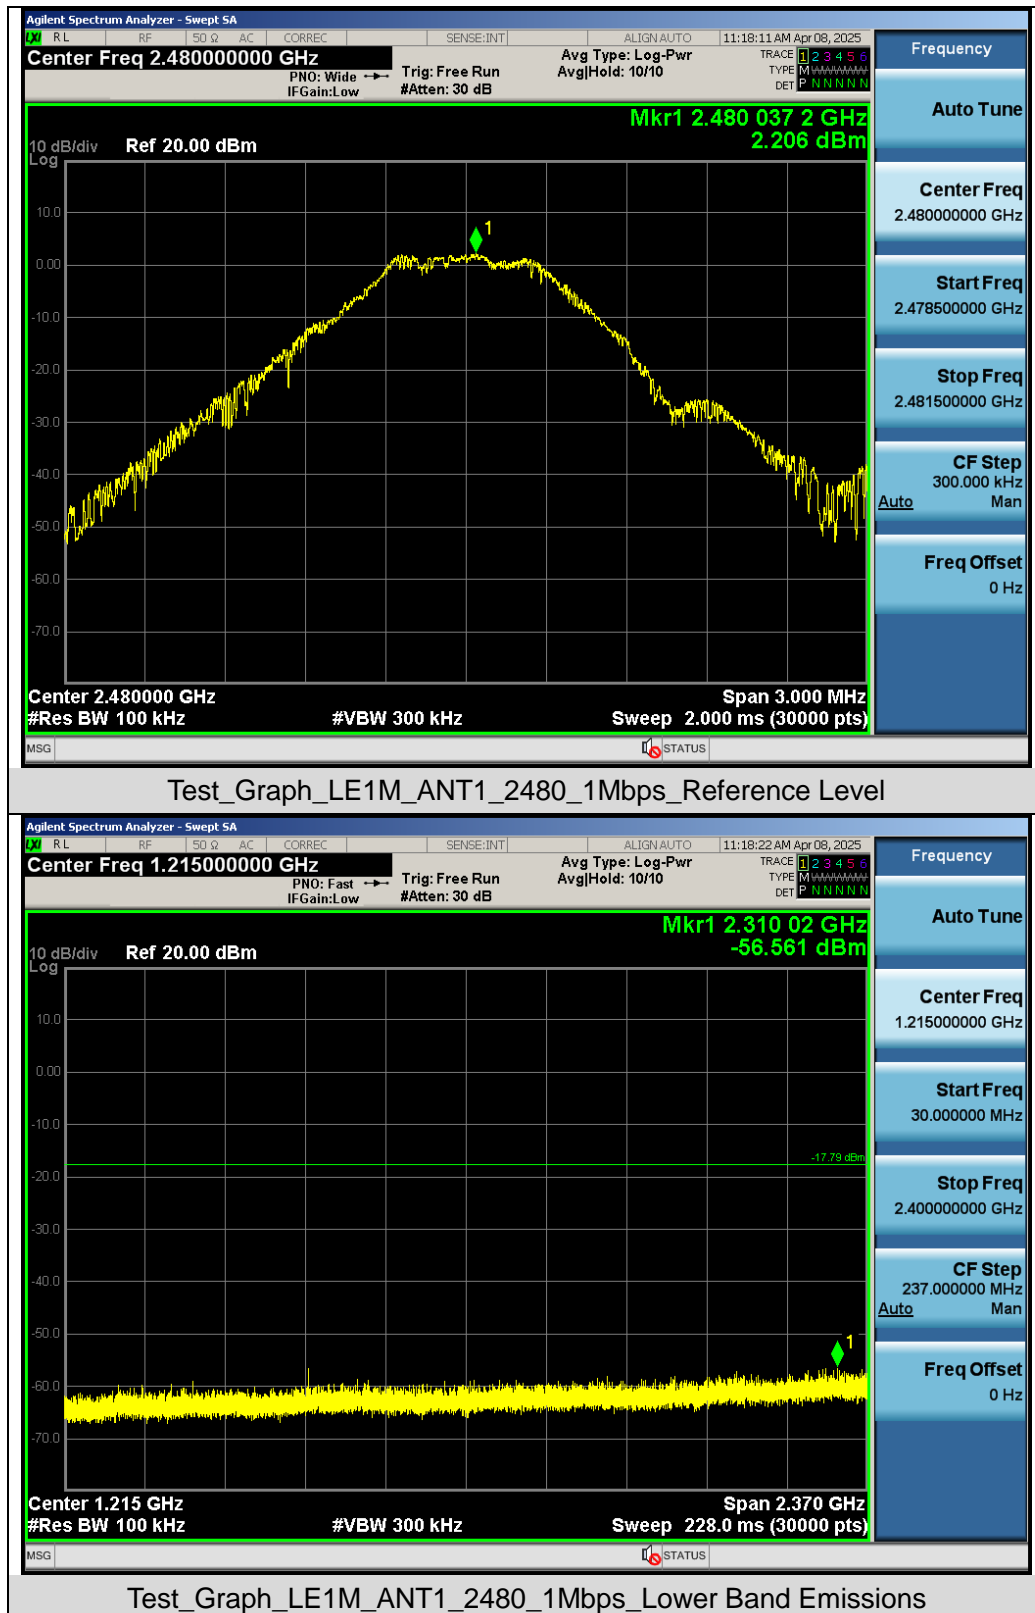 Agilent Spectrum Analyzer - Swept SA
LXI RL RF 50 Ω AC CORREC SENSE:INT ALIGN AUTO 11:18:11 AM Apr 08, 2025
Center Freq 2.480000000 GHz
PNO: Wide
IFGain:Low
Trig: Free Run
#Atten: 30 dB
Avg Type: Log-Pwr
Avg|Hold: 10/10
TRACE 1 2 3 4 5 6
TYPE M WWWWW
DET P N N N N N
Mkr1 2.480 037 2 GHz
2.206 dBm
10 dB/div Ref 20.00 dBm
Log
10.0
0.00
-10.0
-20.0
-30.0
-40.0
-50.0
-60.0
-70.0
1
Center 2.480000 GHz Span 3.000 MHz
#Res BW 100 kHz #VBW 300 kHz Sweep 2.000 ms (30000 pts)
MSG STATUS
Frequency
Auto Tune
Center Freq
2.480000000 GHz
Start Freq
2.478500000 GHz
Stop Freq
2.481500000 GHz
CF Step
300.000 kHz
Auto Man
Freq Offset
0 Hz
Test_Graph_LE1M_ANT1_2480_1Mbps_Reference Level
Agilent Spectrum Analyzer - Swept SA
LXI RL RF 50 Ω AC CORREC SENSE:INT ALIGN AUTO 11:18:22 AM Apr 08, 2025
Center Freq 1.215000000 GHz
PNO: Fast
IFGain:Low
Trig: Free Run
#Atten: 30 dB
Avg Type: Log-Pwr
Avg|Hold: 10/10
TRACE 1 2 3 4 5 6
TYPE M WWWWW
DET P N N N N N
Mkr1 2.310 02 GHz
-56.561 dBm
10 dB/div Ref 20.00 dBm
Log
10.0
0.00
-10.0
-20.0
-30.0
-40.0
-50.0
-60.0
-70.0
-17.79 dBm
1
Center 1.215 GHz Span 2.370 GHz
#Res BW 100 kHz #VBW 300 kHz Sweep 228.0 ms (30000 pts)
MSG STATUS
Frequency
Auto Tune
Center Freq
1.215000000 GHz
Start Freq
30.000000 MHz
Stop Freq
2.400000000 GHz
CF Step
237.000000 MHz
Auto Man
Freq Offset
0 Hz
Test_Graph_LE1M_ANT1_2480_1Mbps_Lower Band Emissions